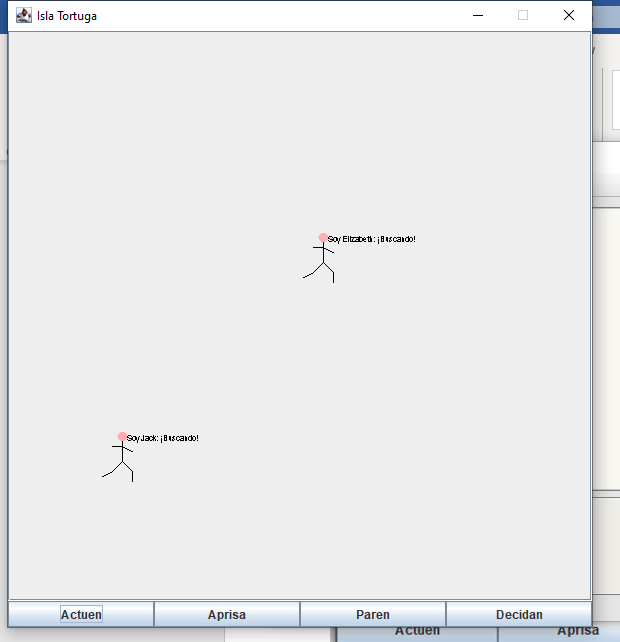 Isla Tortuga
Soy Elizabeth: ¡Buscando!
Soy Jack: ¡Buscando!
Actuen
Aprisa
Paren
Decidan
Actuen
Aprisa